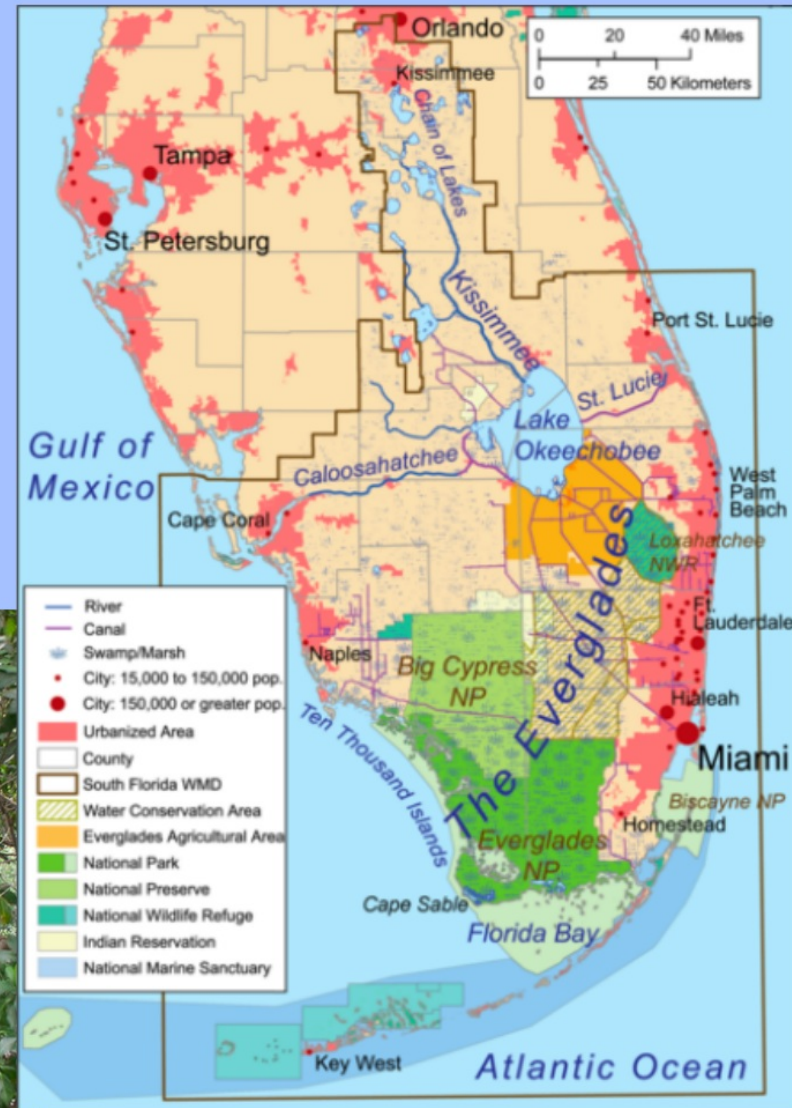 Orlando
0 20 40 Miles
0 25 50 Kilometers
Kissimmee
Chain of Lakes
Tampa
St. Petersburg
Kissimmee
Port St. Lucie
St. Lucie
Lake
Okeechobee
Gulf of
Mexico
Caloosahatchee
West
Palm
Beach
Cape Coral
Loxahatchee
NWR
The Everglades
Ft.
Lauderdale
Naples
Big Cypress
NP
Hialeah
Miami
Ten Thousand Islands
Biscayne NP
Homestead
Everglades
NP
Cape Sable
Florida Bay
River
Canal
Swamp/Marsh
City: 15,000 to 150,000 pop.
City: 150,000 or greater pop.
Urbanized Area
County
South Florida WMD
Water Conservation Area
Everglades Agricultural Area
National Park
National Preserve
National Wildlife Refuge
Indian Reservation
National Marine Sanctuary
Key West
Atlantic Ocean